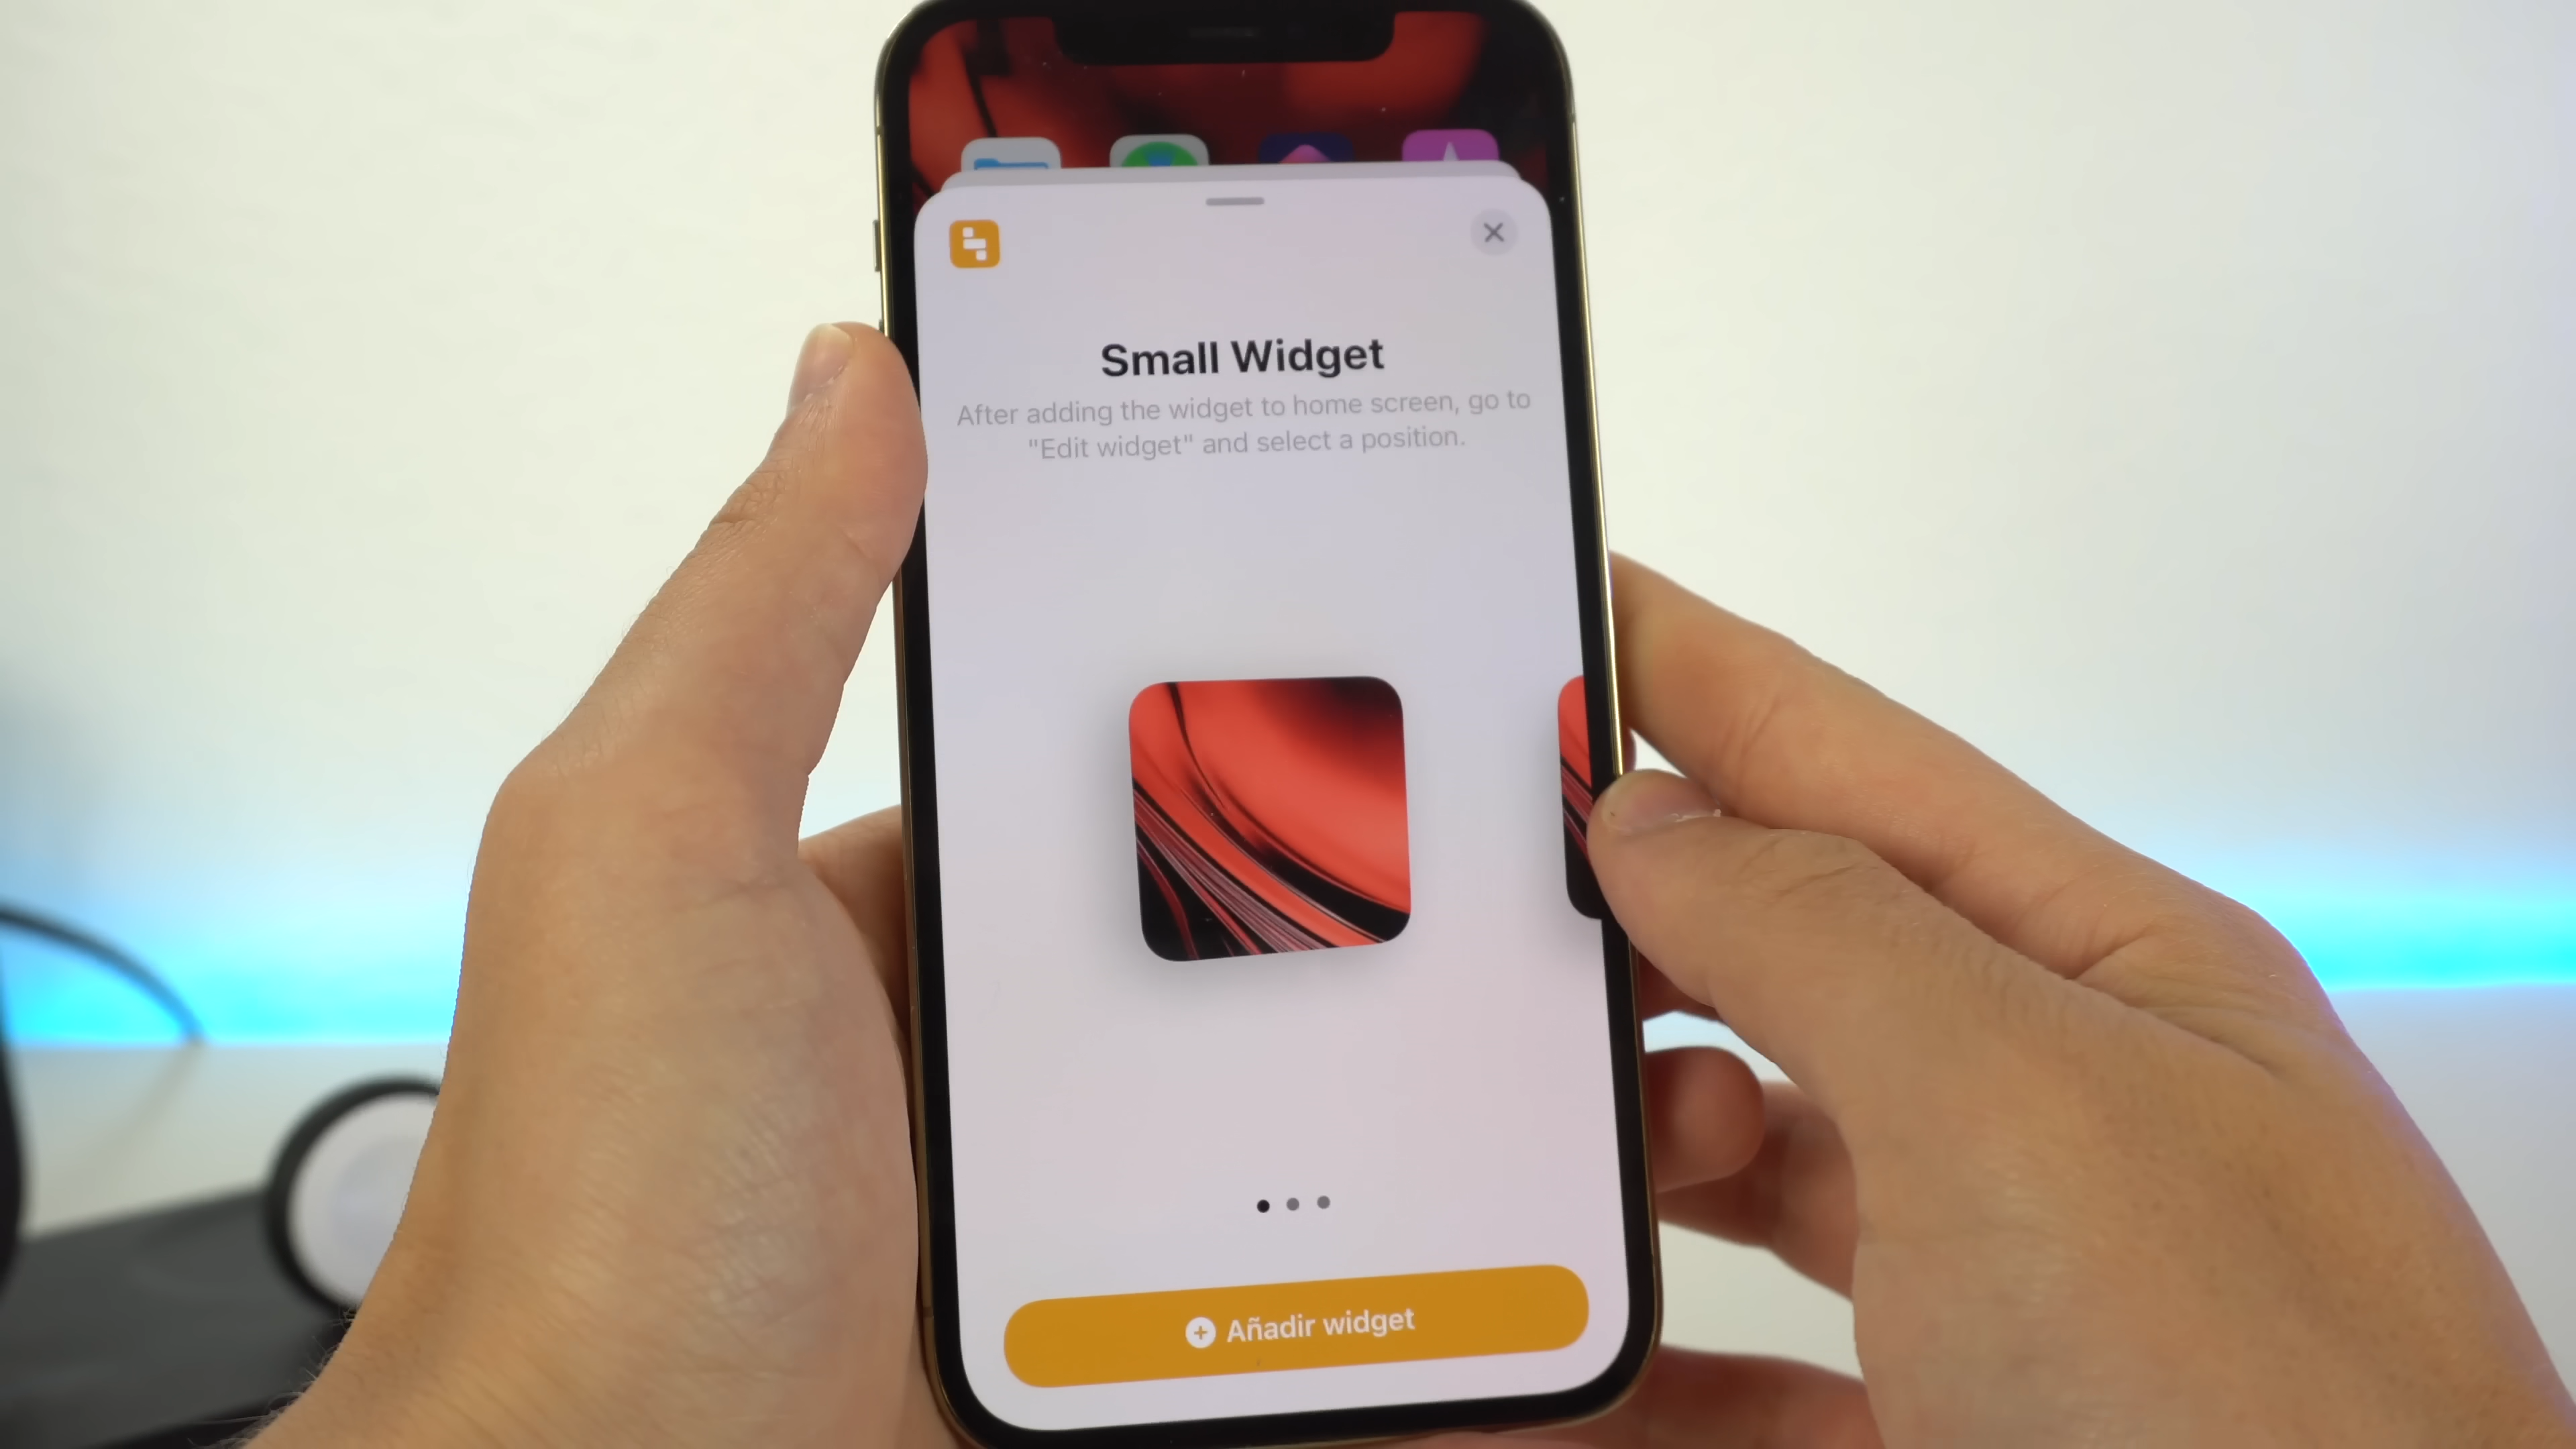 Small Widget
After adding the widget to home screen, go to
"Edit widget" and select a position.
Añadir widget